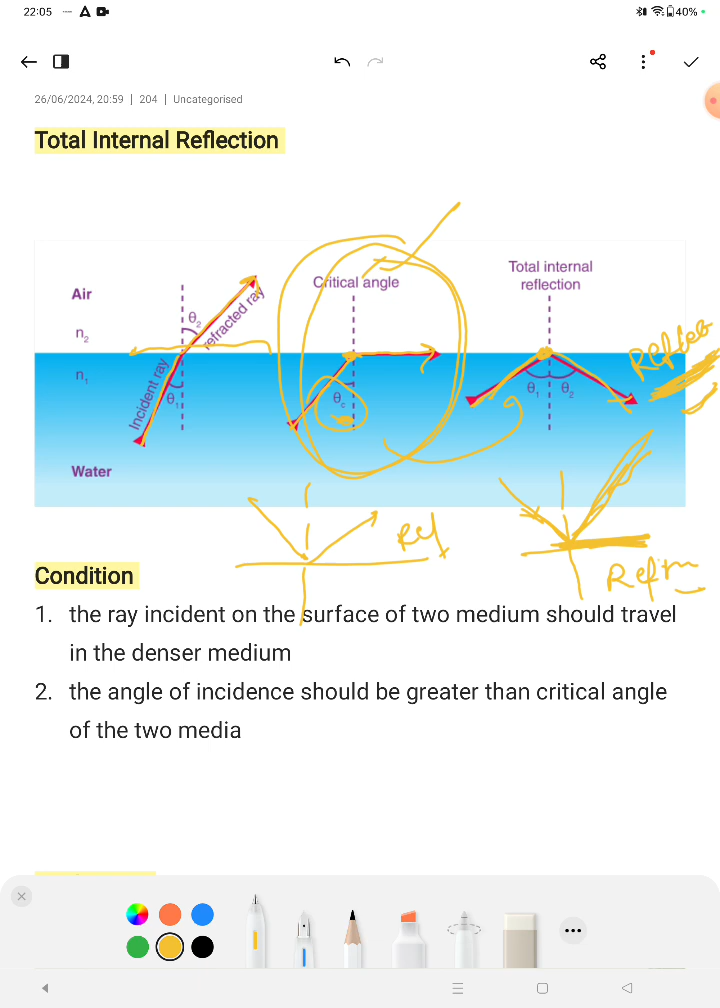 22:05
40%
26/06/2024, 20:59 | 204 | Uncategorised
Total Internal Reflection
Air
n2
n1
Water
Incident ray
θ1
θ2
refracted ray
Critical angle
θc
Total internal
reflection
θ1
θ2
Condition
1. the ray incident on the surface of two medium should travel
in the denser medium
2. the angle of incidence should be greater than critical angle
of the two media